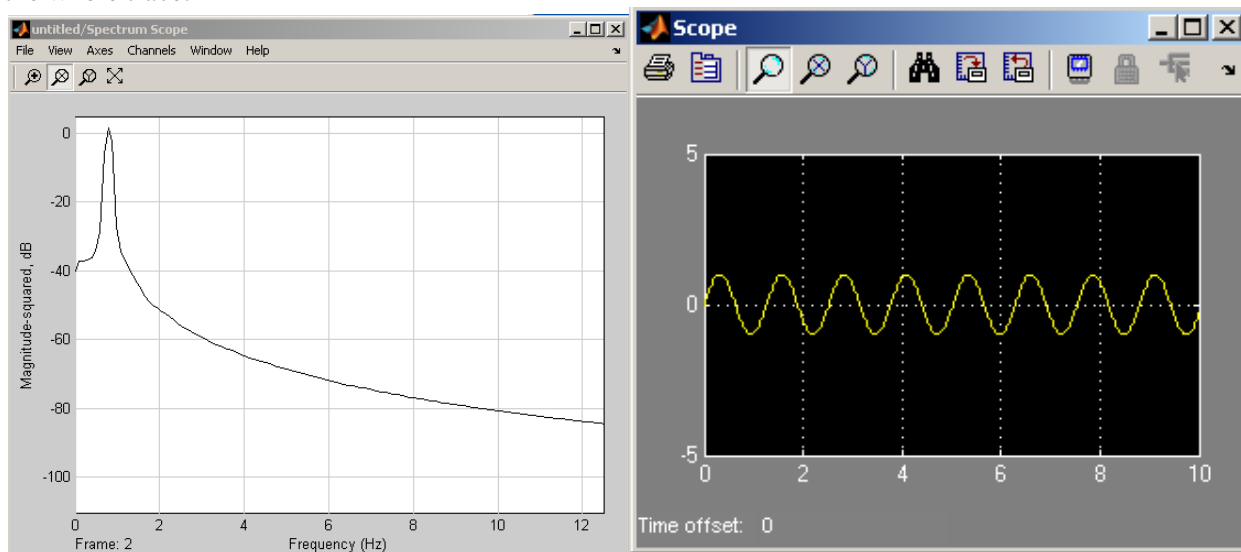 untitled/Spectrum Scope
File View Axes Channels Window Help
0
-20
-40
-60
-80
-100
Magnitude-squared, dB
0 2 4 6 8 10 12
Frame: 2 Frequency (Hz)
Scope
5
0
-5
0 2 4 6 8 10
Time offset: 0